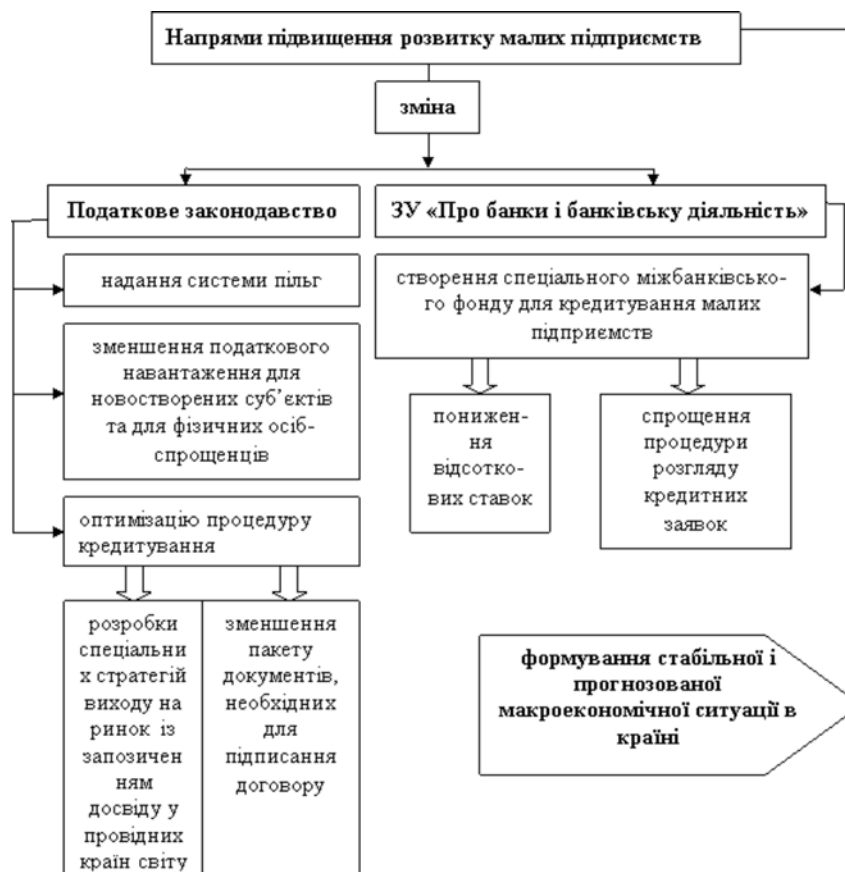 Напрями підвищення розвитку малих підприємств
зміна
Податкове законодавство
надання системи пільг
зменшення податкового
навантаження для
новостворених суб’єктів
та для фізичних осіб-
спрощенців
оптимізацію процедуру
кредитування
розробки
спеціальни
х стратегій
виходу на
ринок із
запозичен
ням
досвіду у
провідних
країн світу
зменшення
пакету
документів,
необхідних
для
підписання
договору
ЗУ «Про банки і банківську діяльність»
створення спеціального міжбанківсько-
го фонду для кредитування малих
підприємств
понижен-
ня
відсотко-
вих ставок
спрощення
процедури
розгляду
кредитних
заявок
формування стабільної і
прогнозованої
макроекономічної ситуації в
країні